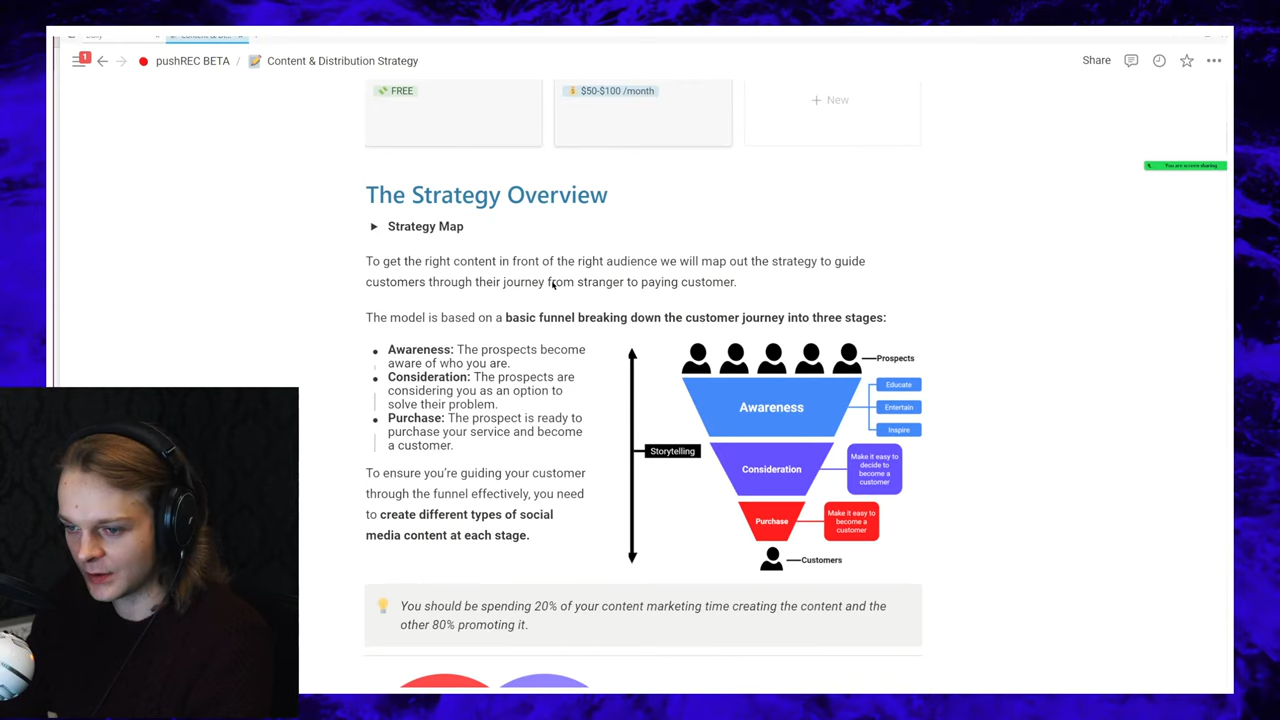 1
pushREC BETA / Content & Distribution Strategy
Share
FREE
$50-$100 /month
+ New
You are screen sharing
The Strategy Overview
Strategy Map
To get the right content in front of the right audience we will map out the strategy to guide
customers through their journey from stranger to paying customer.
The model is based on a basic funnel breaking down the customer journey into three stages:
Awareness: The prospects become
aware of who you are.
Consideration: The prospects are
considering you as an option to
solve their problem.
Purchase: The prospect is ready to
purchase your service and become
a customer.
To ensure you’re guiding your customer
through the funnel effectively, you need
to create different types of social
media content at each stage.
Prospects
Awareness
Educate
Entertain
Inspire
Storytelling
Consideration
Make it easy to
decide to
become a
customer
Purchase
Make it easy to
become a
customer
Customers
You should be spending 20% of your content marketing time creating the content and the
other 80% promoting it.